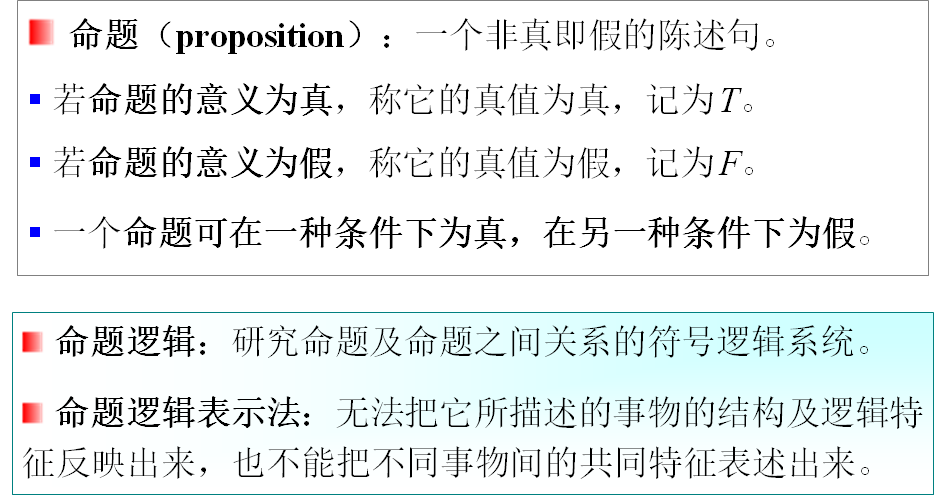 命题（proposition）：一个非真即假的陈述句。
若命题的意义为真，称它的真值为真，记为T。
若命题的意义为假，称它的真值为假，记为F。
一个命题可在一种条件下为真，在另一种条件下为假。
命题逻辑：研究命题及命题之间关系的符号逻辑系统。
命题逻辑表示法：无法把它所描述的事物的结构及逻辑特
征反映出来，也不能把不同事物间的共同特征表述出来。